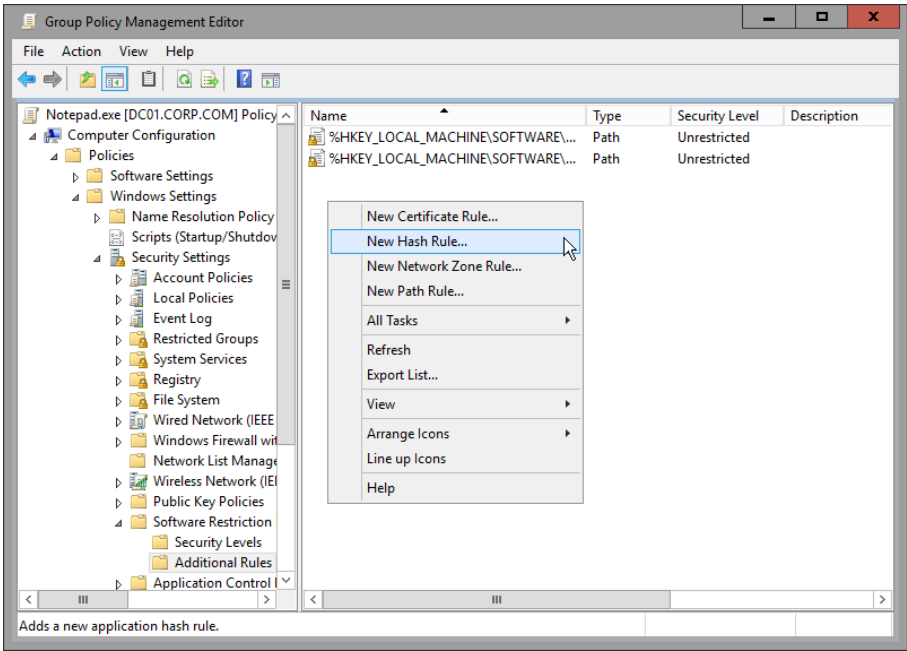 Group Policy Management Editor
File Action View Help
Notepad.exe [DC01.CORP.COM] Policy
Computer Configuration
Policies
Software Settings
Windows Settings
Name Resolution Policy
Scripts (Startup/Shutdov
Security Settings
Account Policies
Local Policies
Event Log
Restricted Groups
System Services
Registry
File System
Wired Network (IEEE
Windows Firewall wit
Network List Manage
Wireless Network (IEI
Public Key Policies
Software Restriction
Security Levels
Additional Rules
Application Control I
Name Type Security Level Description
%HKEY_LOCAL_MACHINE\SOFTWARE\... Path Unrestricted
%HKEY_LOCAL_MACHINE\SOFTWARE\... Path Unrestricted
New Certificate Rule...
New Hash Rule...
New Network Zone Rule...
New Path Rule...
All Tasks
Refresh
Export List...
View
Arrange Icons
Line up Icons
Help
Adds a new application hash rule.